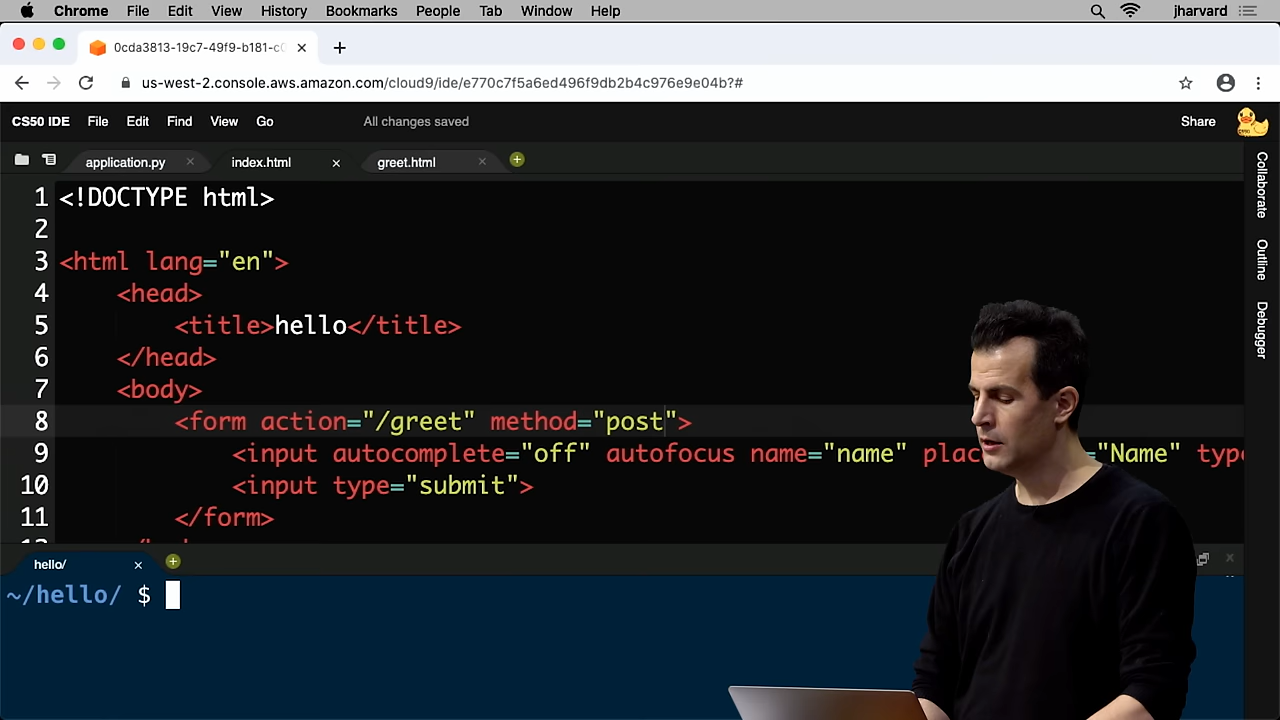 Chrome File Edit View History Bookmarks People Tab Window Help jharvard
0cda3813-19c7-49f9-b181-c0
us-west-2.console.aws.amazon.com/cloud9/ide/e770c7f5a6ed496f9db2b4c976e9e04b?#
CS50 IDE File Edit Find View Go All changes saved Share
application.py index.html greet.html
Collaborate
Outline
Debugger
1 <!DOCTYPE html>
2
3 <html lang="en">
4 <head>
5 <title>hello</title>
6 </head>
7 <body>
8 <form action="/greet" method="post">
9 <input autocomplete="off" autofocus name="name" plac ="Name" type
10 <input type="submit">
11 </form>
hello/
~/hello/ $